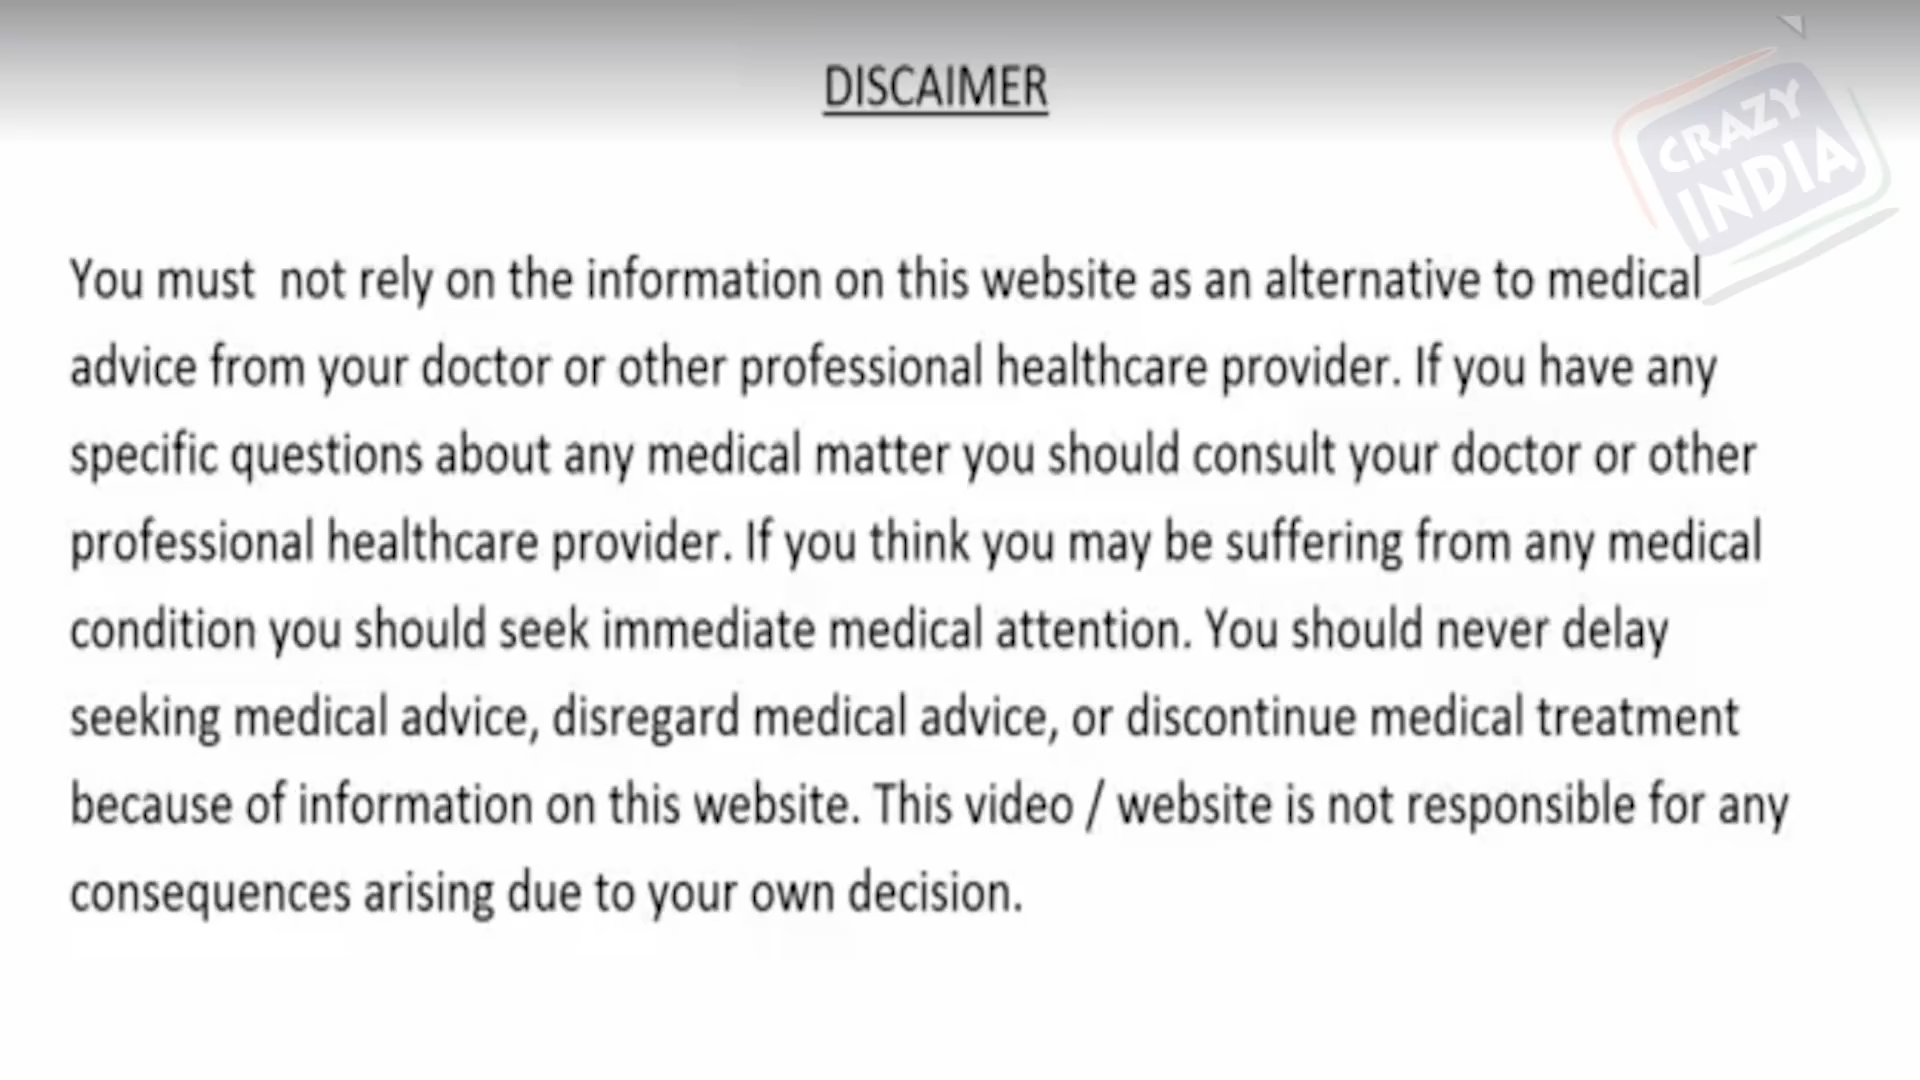 DISCAIMER
CRAZY
INDIA
You must  not rely on the information on this website as an alternative to medical
advice from your doctor or other professional healthcare provider. If you have any
specific questions about any medical matter you should consult your doctor or other
professional healthcare provider. If you think you may be suffering from any medical
condition you should seek immediate medical attention. You should never delay
seeking medical advice, disregard medical advice, or discontinue medical treatment
because of information on this website. This video / website is not responsible for any
consequences arising due to your own decision.